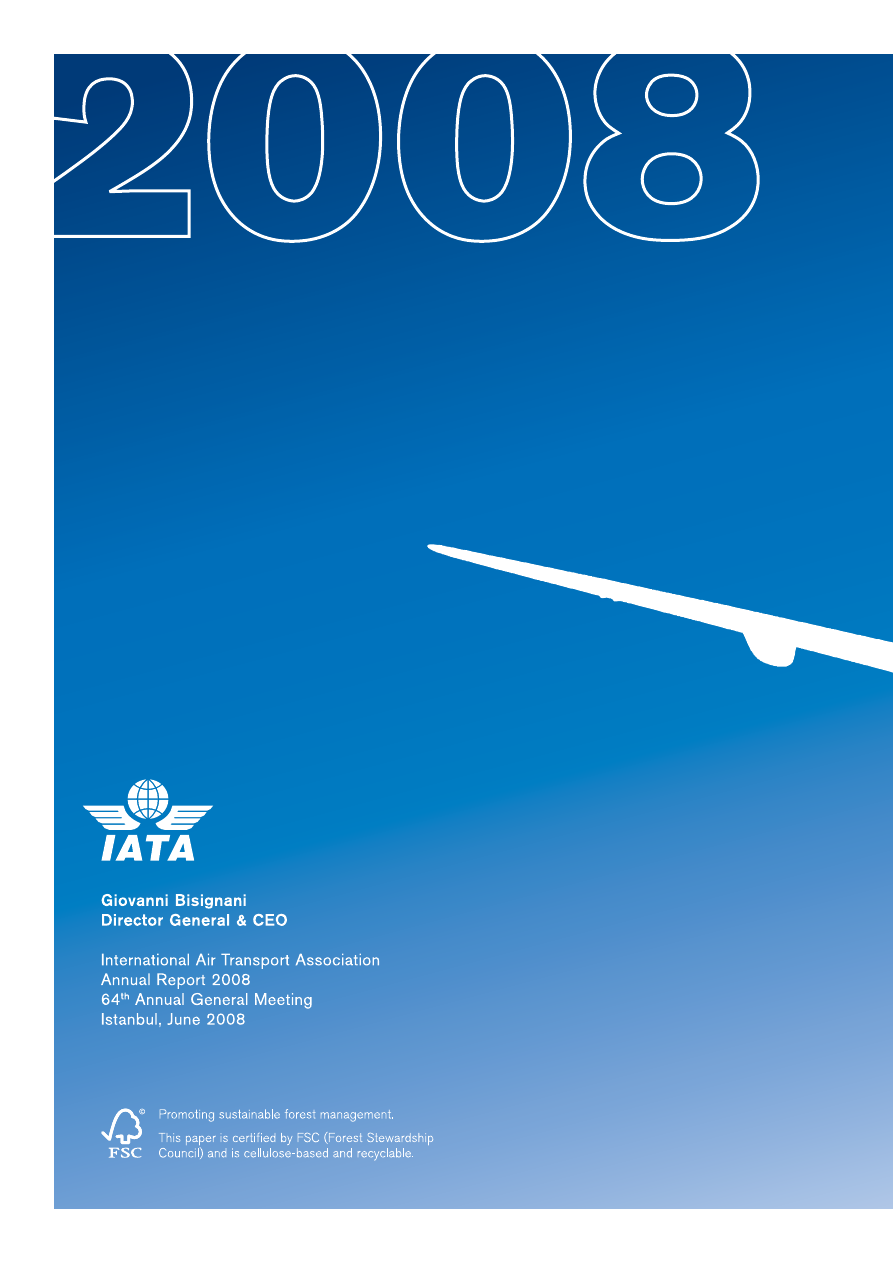 2008
IATA
Giovanni Bisignani
Director General & CEO
International Air Transport Association
Annual Report 2008
64th Annual General Meeting
Istanbul, June 2008
©
FSC
Promoting sustainable forest management.
This paper is certified by FSC (Forest Stewardship
Council) and is cellulose-based and recyclable.